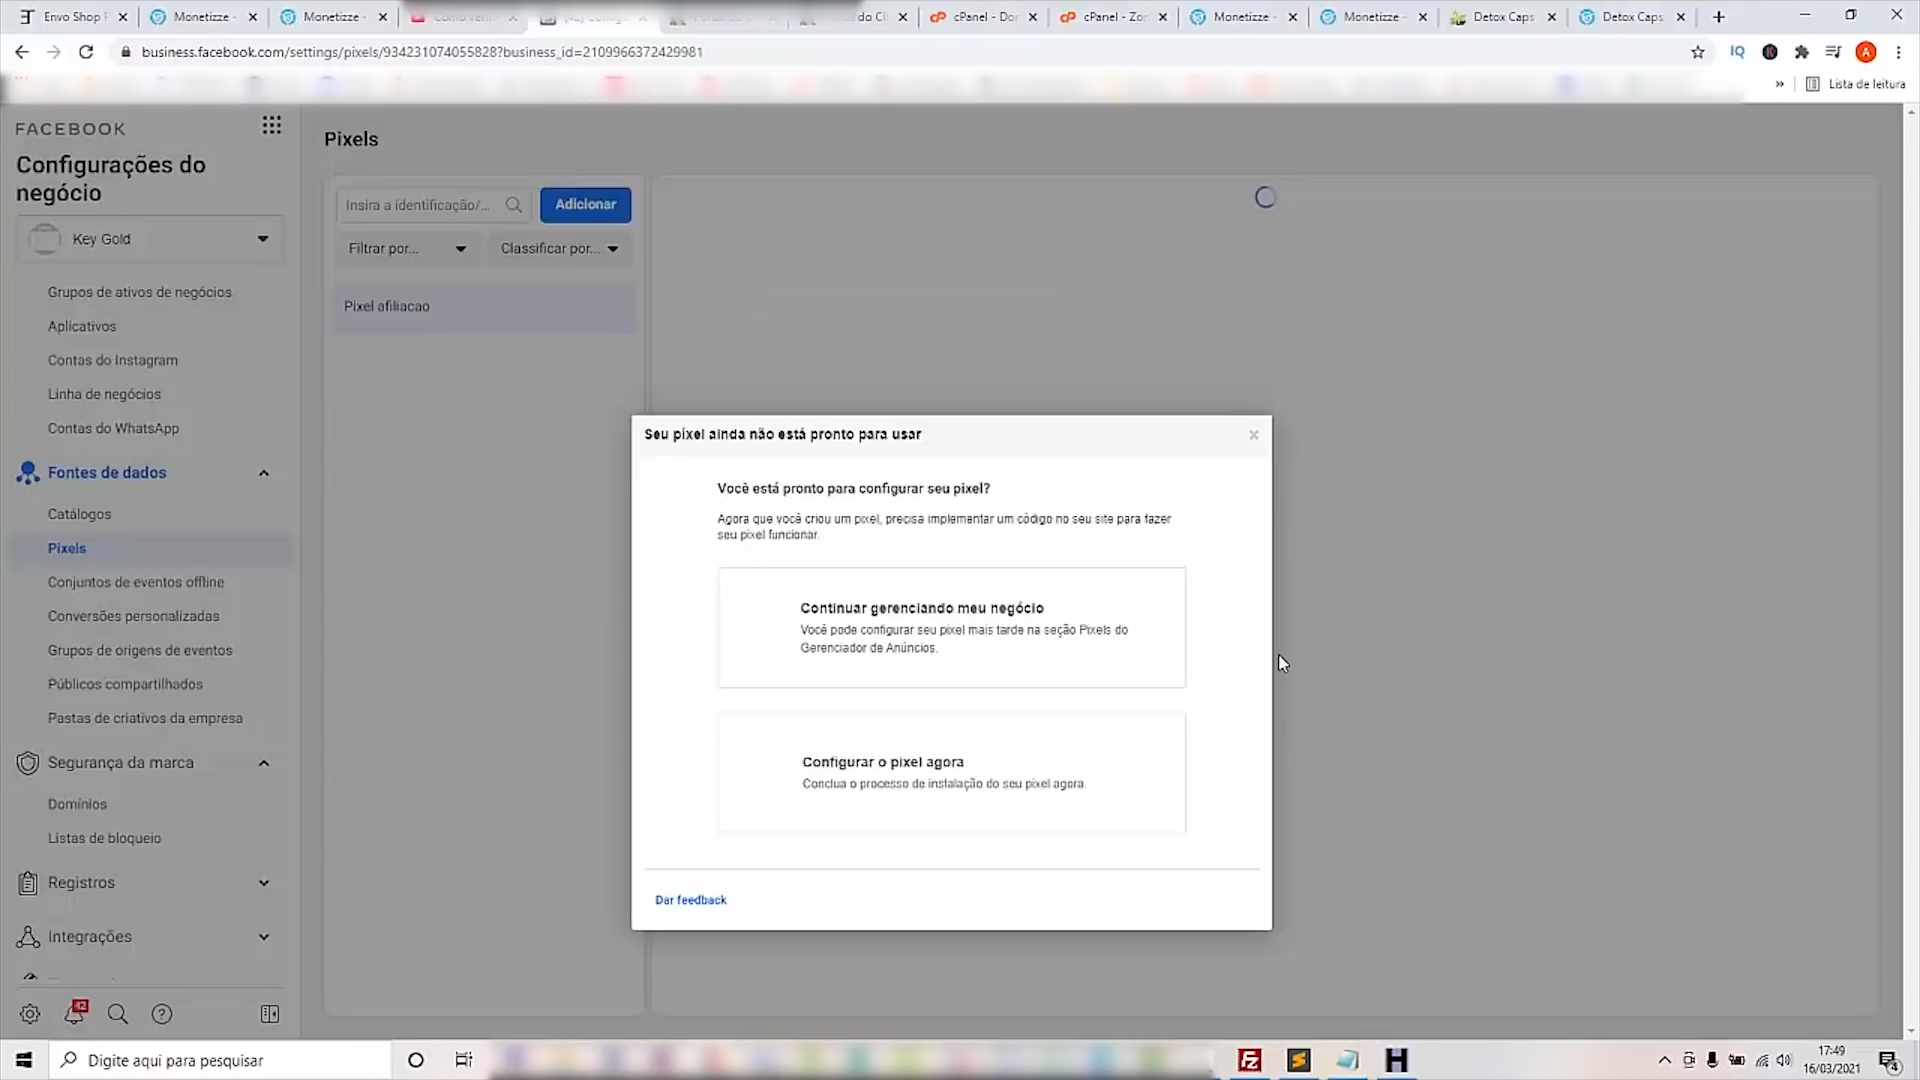 Envo Shop
Monetizze -
Monetizze -
cPanel - Dor
cPanel - Zor
Monetizze -
Monetizze -
Detox Caps
Detox Caps
business.facebook.com/settings/pixels/934231074055828?business_id=2109966372429981
IQ
A
Lista de leitura
FACEBOOK
Configurações do
negócio
Key Gold
Grupos de ativos de negócios
Aplicativos
Contas do Instagram
Linha de negócios
Contas do WhatsApp
Fontes de dados
Catálogos
Pixels
Conjuntos de eventos offline
Conversões personalizadas
Grupos de origens de eventos
Públicos compartilhados
Pastas de criativos da empresa
Segurança da marca
Domínios
Listas de bloqueio
Registros
Integrações
42
Pixels
Insira a identificação/...
Adicionar
Filtrar por...
Classificar por...
Pixel afiliacao
Seu pixel ainda não está pronto para usar
Você está pronto para configurar seu pixel?
Agora que você criou um pixel, precisa implementar um código no seu site para fazer
seu pixel funcionar.
Continuar gerenciando meu negócio
Você pode configurar seu pixel mais tarde na seção Pixels do
Gerenciador de Anúncios.
Configurar o pixel agora
Conclua o processo de instalação do seu pixel agora.
Dar feedback
Digite aqui para pesquisar
17:49
16/03/2021
4